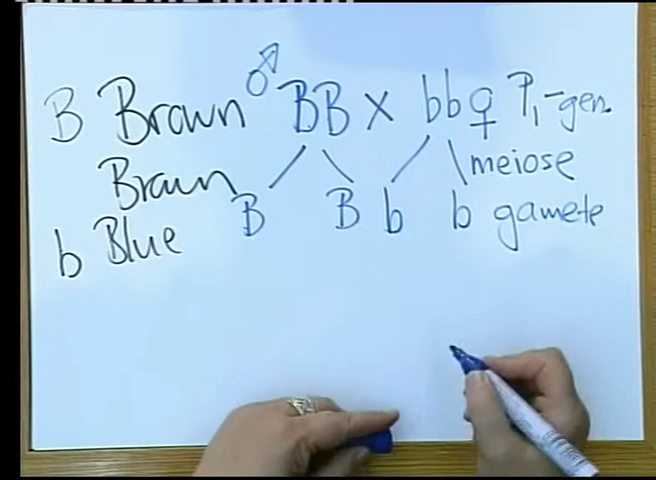 B Brown ♂ BB x bb ♀ P₁-gen.
Braun meiose
b Blue B B b b gamete